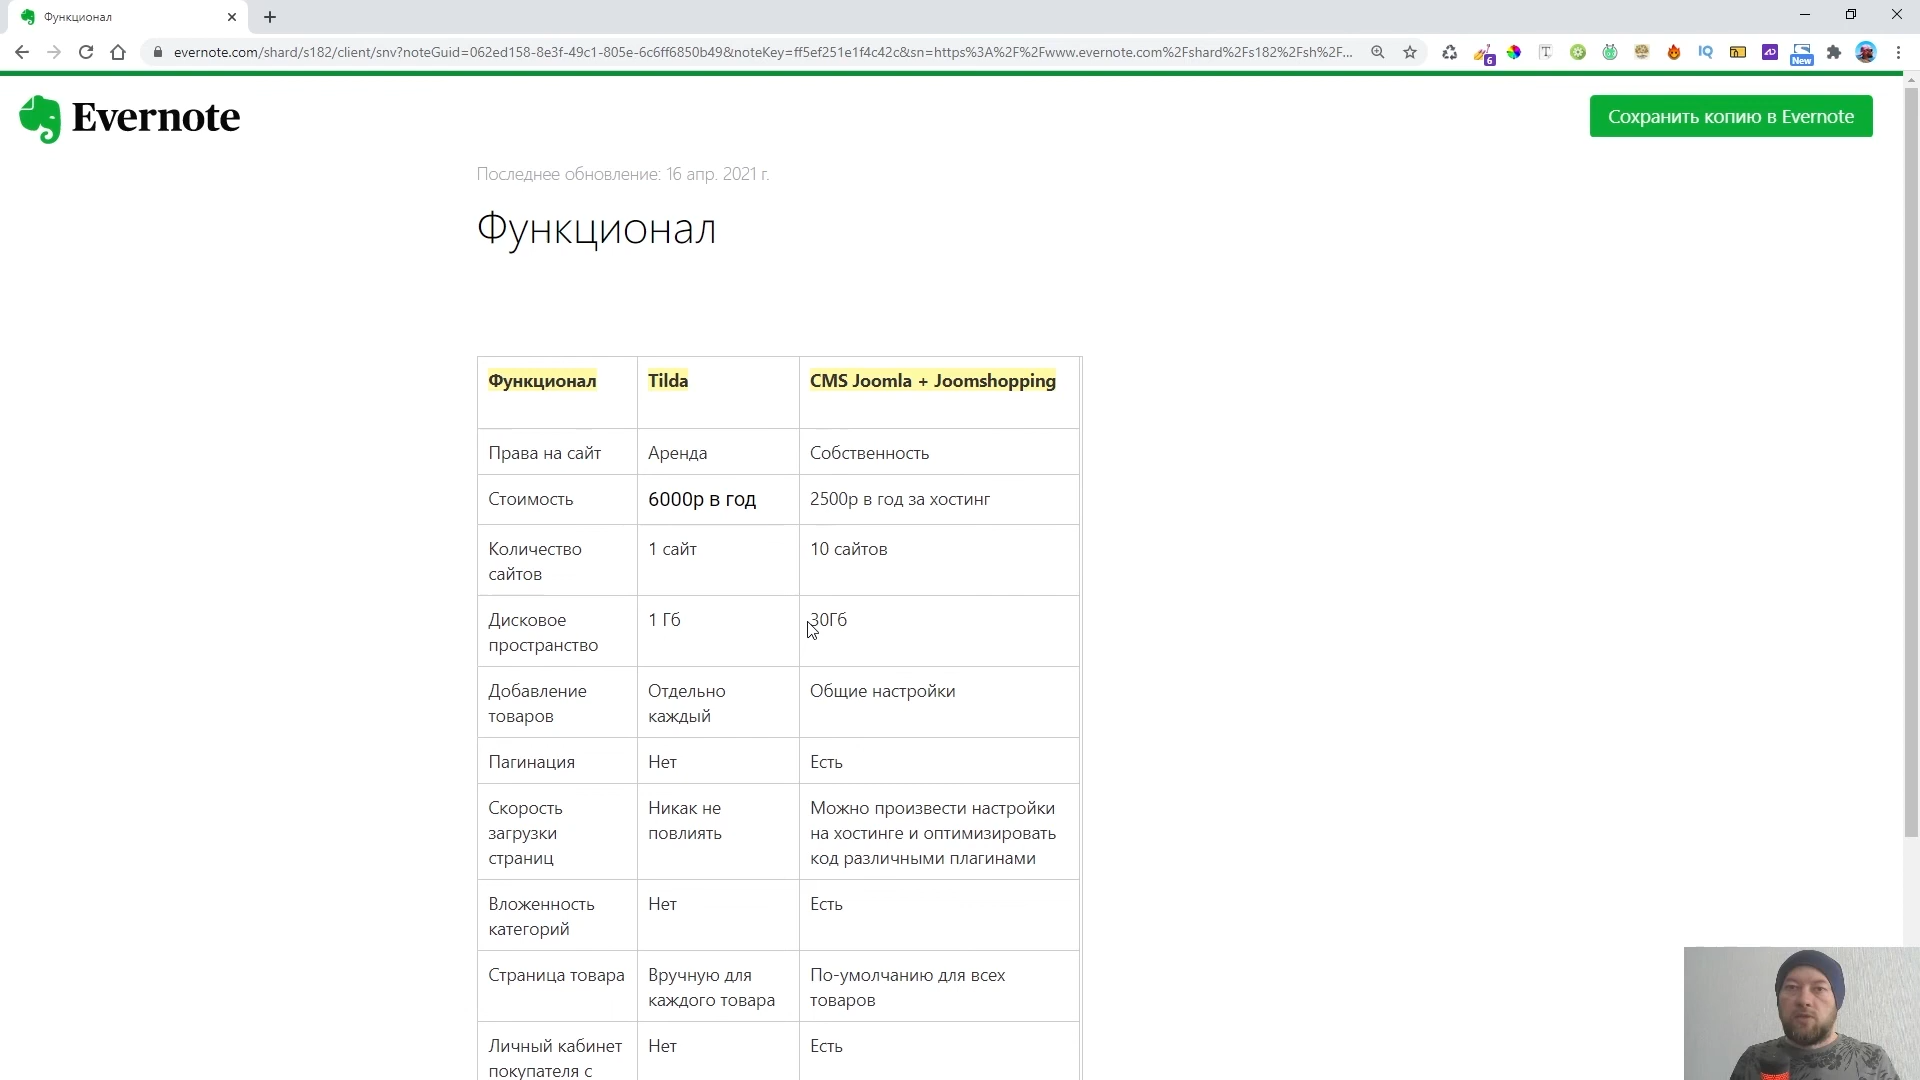 Функционал
evernote.com/shard/s182/client/snv?noteGuid=062ed158-8e3f-49c1-805e-6c6ff6850b49&noteKey=ff5ef251e1f4c42c&sn=https%3A%2F%2Fwww.evernote.com%2Fshard%2Fs182%2Fsh%2F...
6
T
IQ
New
Evernote
Сохранить копию в Evernote
Последнее обновление: 16 апр. 2021 г.
Функционал
Функционал Tilda CMS Joomla + Joomshopping
Права на сайт Аренда Собственность
Стоимость 6000р в год 2500р в год за хостинг
Количество 1 сайт 10 сайтов
сайтов
Дисковое 1 Гб 30Гб
пространство
Добавление Отдельно Общие настройки
товаров каждый
Пагинация Нет Есть
Скорость Никак не Можно произвести настройки
загрузки повлиять на хостинге и оптимизировать
страниц код различными плагинами
Вложенность Нет Есть
категорий
Страница товара Вручную для По-умолчанию для всех
каждого товара товаров
Личный кабинет Нет Есть
покупателя с